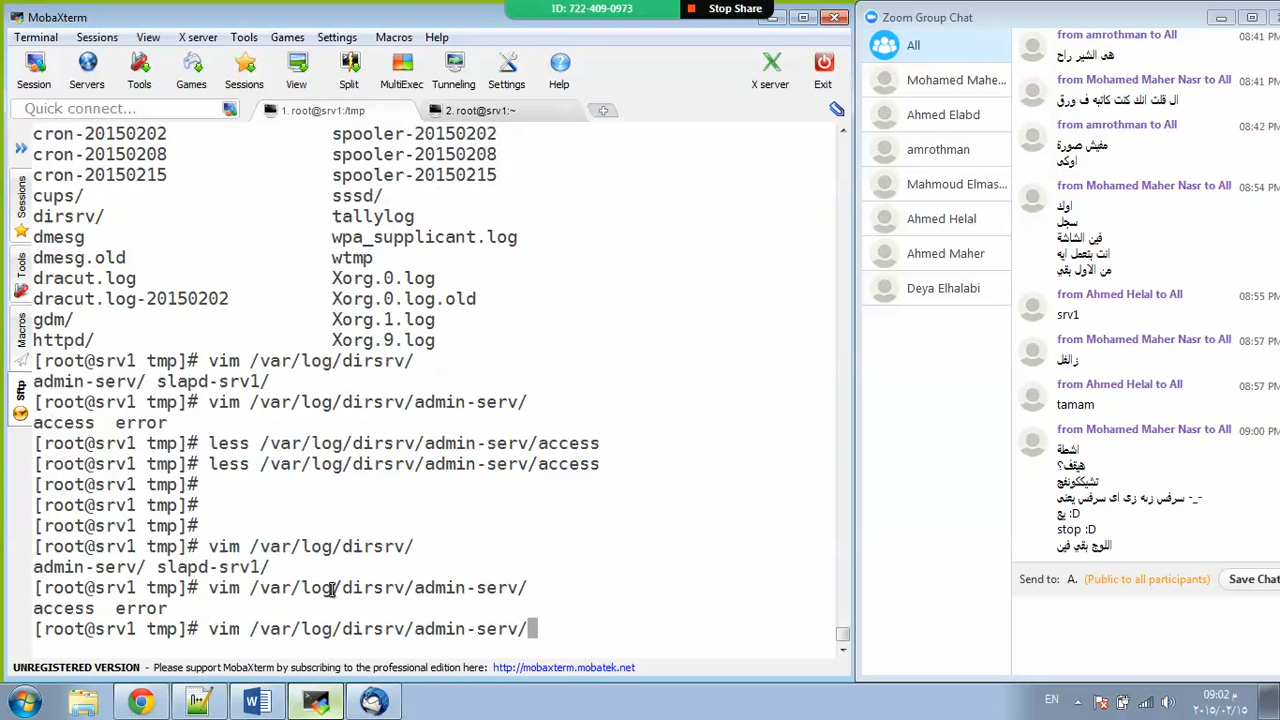 MobaXterm
ID: 722-409-0973
Stop Share
Zoom Group Chat
Terminal Sessions View X server Tools Games Settings Macros Help
Session Servers Tools Games Sessions View Split MultiExec Tunneling Settings Help X server Exit
Quick connect...
1. root@srv1:/tmp
2. root@srv1:~
Sessions
Tools
Macros
Sftp
cron-20150202 spooler-20150202
cron-20150208 spooler-20150208
cron-20150215 spooler-20150215
cups/ sssd/
dirsrv/ tallylog
dmesg wpa_supplicant.log
dmesg.old wtmp
dracut.log Xorg.0.log
dracut.log-20150202 Xorg.0.log.old
gdm/ Xorg.1.log
httpd/ Xorg.9.log
[root@srv1 tmp]# vim /var/log/dirsrv/
admin-serv/ slapd-srv1/
[root@srv1 tmp]# vim /var/log/dirsrv/admin-serv/
access error
[root@srv1 tmp]# less /var/log/dirsrv/admin-serv/access
[root@srv1 tmp]# less /var/log/dirsrv/admin-serv/access
[root@srv1 tmp]#
[root@srv1 tmp]#
[root@srv1 tmp]#
[root@srv1 tmp]# vim /var/log/dirsrv/
admin-serv/ slapd-srv1/
[root@srv1 tmp]# vim /var/log/dirsrv/admin-serv/
access error
[root@srv1 tmp]# vim /var/log/dirsrv/admin-serv/
UNREGISTERED VERSION - Please support MobaXterm by subscribing to the professional edition here: http://mobaxterm.mobatek.net
All
Mohamed Mahe...
Ahmed Elabd
amrothman
Mahmoud Elmas...
Ahmed Helal
Ahmed Maher
Deya Elhalabi
from amrothman to All 08:41 PM
هى الشير راح
from Mohamed Maher Nasr to All 08:41 PM
ال قلت انك كنت كاتبه ف ورق
from amrothman to All 08:42 PM
مفيش صورة
اوكى
from Mohamed Maher Nasr to All 08:54 PM
اوك
سجل
فين الشاشة
انت بتعمل ايه
من الاول بقي
from Ahmed Helal to All 08:55 PM
srv1
from Mohamed Maher Nasr to All 08:57 PM
زالفل
from Ahmed Helal to All 08:57 PM
tamam
from Mohamed Maher Nasr to All 09:00 PM
اشطة
هيقف؟
تشيككونفج
سرفس زيه زى اى سرفس يعنى -_-
يع :D
stop :D
اللوج بقي فين
Send to: A. (Public to all participants) Save Chat
EN
09:02 م
٢٠١٥/٠٢/١٥